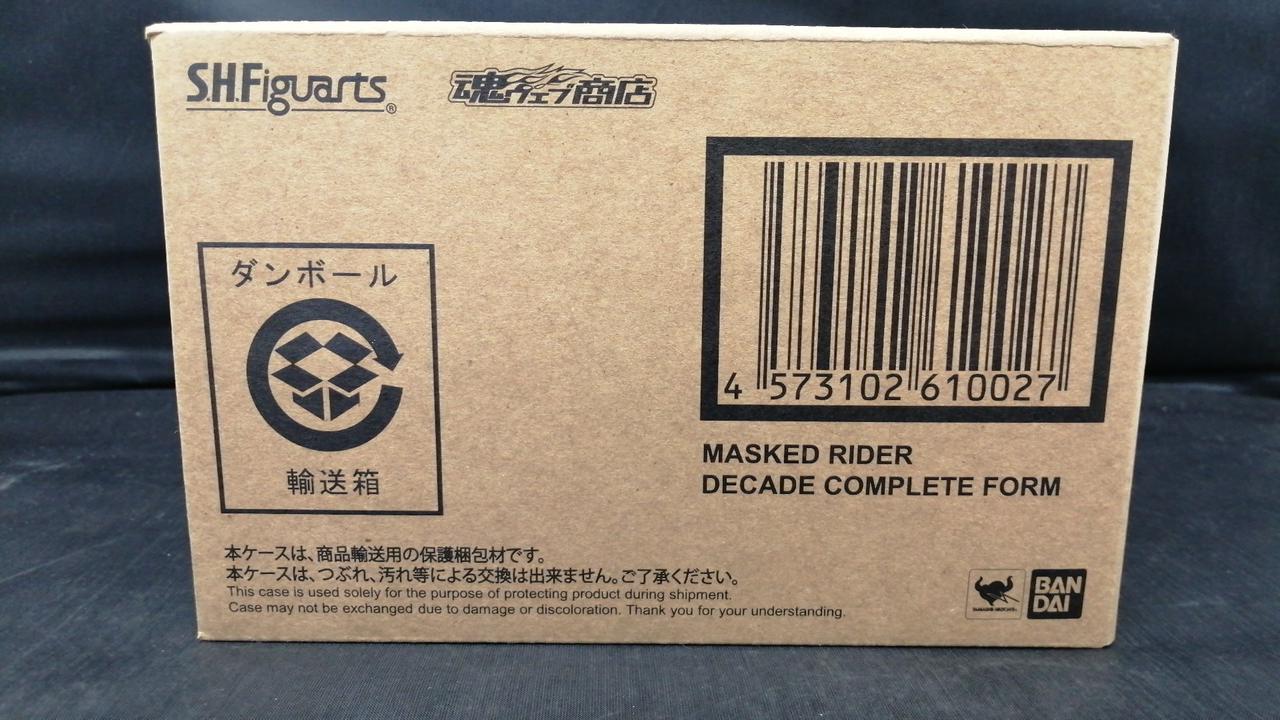 S.H.Figuarts®
魂ウェブ商店
4 573102 610027
MASKED RIDER
DECADE COMPLETE FORM
ダンボール
輸送箱
本ケースは、商品輸送用の保護梱包材です。
本ケースは、つぶれ、汚れ等による交換は出来ません。ご了承ください。
This case is used solely for the purpose of protecting product during shipment.
Case may not be exchanged due to damage or discoloration. Thank you for your understanding.
BAN
DAI